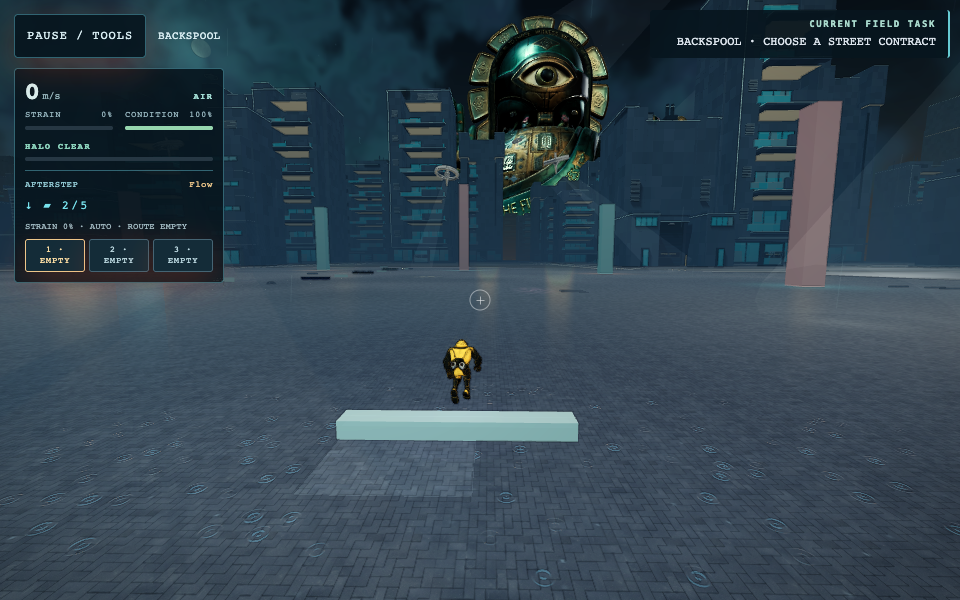 PAUSE / TOOLS
BACKSPOOL
CURRENT FIELD TASK
BACKSPOOL · CHOOSE A STREET CONTRACT
0 m/s
AIR
STRAIN 0%
CONDITION 100%
HALO CLEAR
AFTERSTEP
Flow
↓ ▰ 2/5
STRAIN 0% · AUTO · ROUTE EMPTY
1 · EMPTY
2 · EMPTY
3 · EMPTY